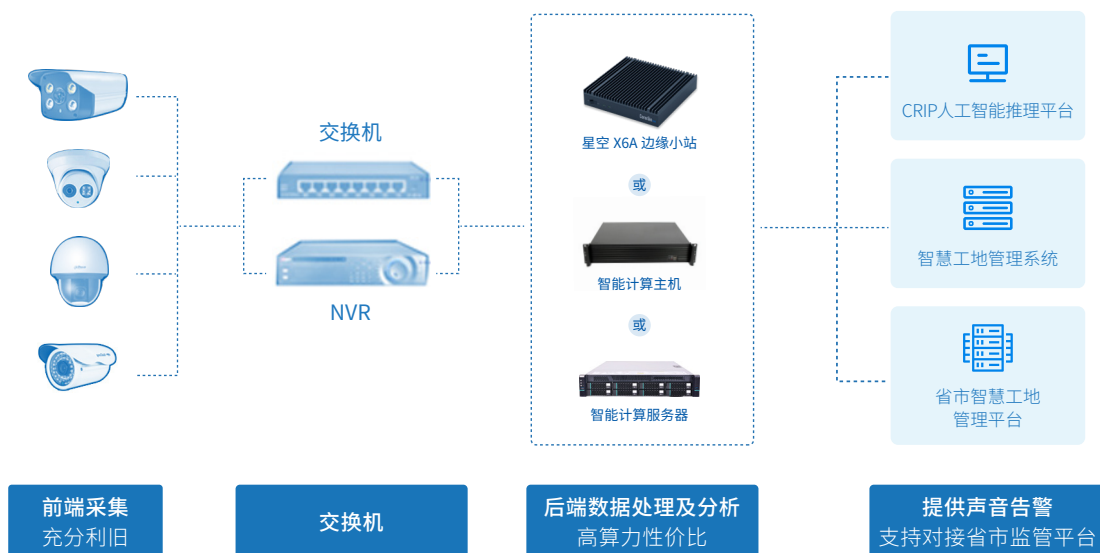 交换机
NVR
星空 X6A 边缘小站
或
智能计算主机
或
智能计算服务器
CRIP人工智能推理平台
智慧工地管理系统
省市智慧工地
管理平台
前端采集
充分利旧
交换机
后端数据处理及分析
高算力性价比
提供声音告警
支持对接省市监管平台